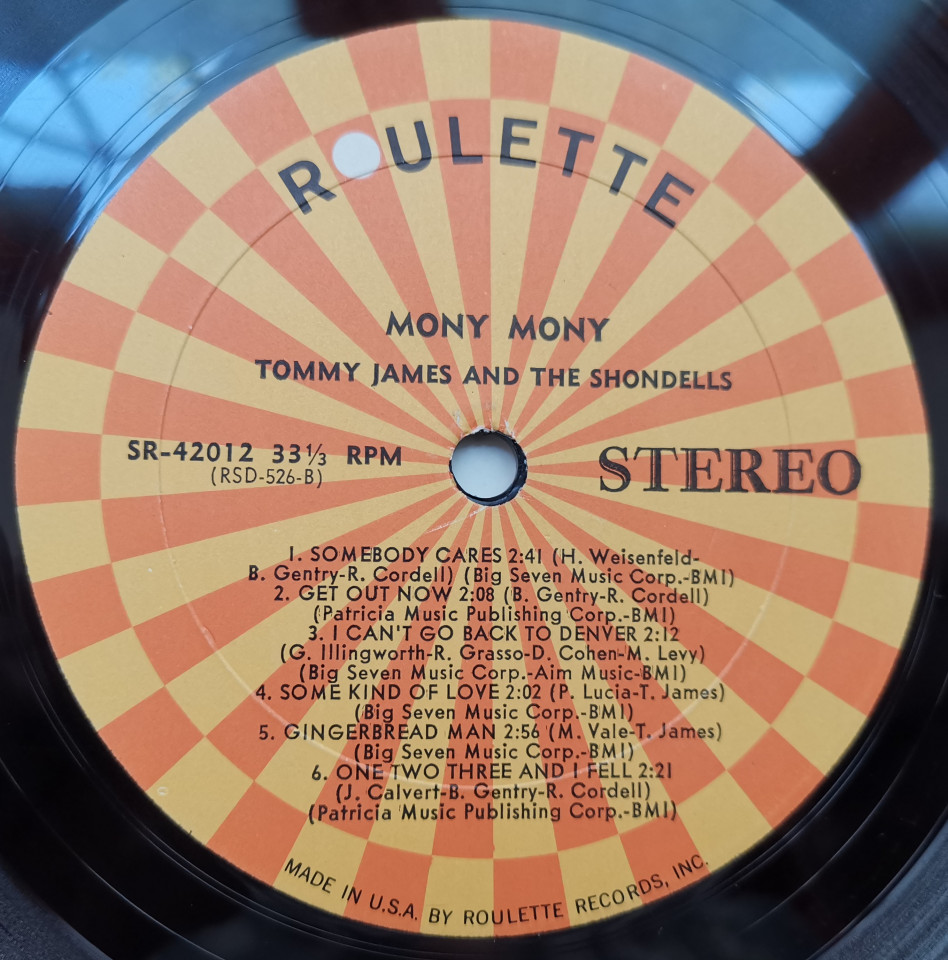 ROULETTE
MONY MONY
TOMMY JAMES AND THE SHONDELLS
SR-42012 33⅓ RPM
(RSD-526-B)
STEREO
1. SOMEBODY CARES 2:41 (H. Weisenfeld-
B. Gentry-R. Cordell) (Big Seven Music Corp.-BMI)
2. GET OUT NOW 2:08 (B. Gentry-R. Cordell)
(Patricia Music Publishing Corp.-BMI)
3. I CAN'T GO BACK TO DENVER 2:12
(G. Illingworth-R. Grasso-D. Cohen-M. Levy)
(Big Seven Music Corp.-Aim Music-BMI)
4. SOME KIND OF LOVE 2:02 (P. Lucia-T. James)
(Big Seven Music Corp.-BMI)
5. GINGERBREAD MAN 2:56 (M. Vale-T. James)
(Big Seven Music Corp.-BMI)
6. ONE TWO THREE AND I FELL 2:21
(J. Calvert-B. Gentry-R. Cordell)
(Patricia Music Publishing Corp.-BMI)
MADE IN U.S.A. BY ROULETTE RECORDS, INC.